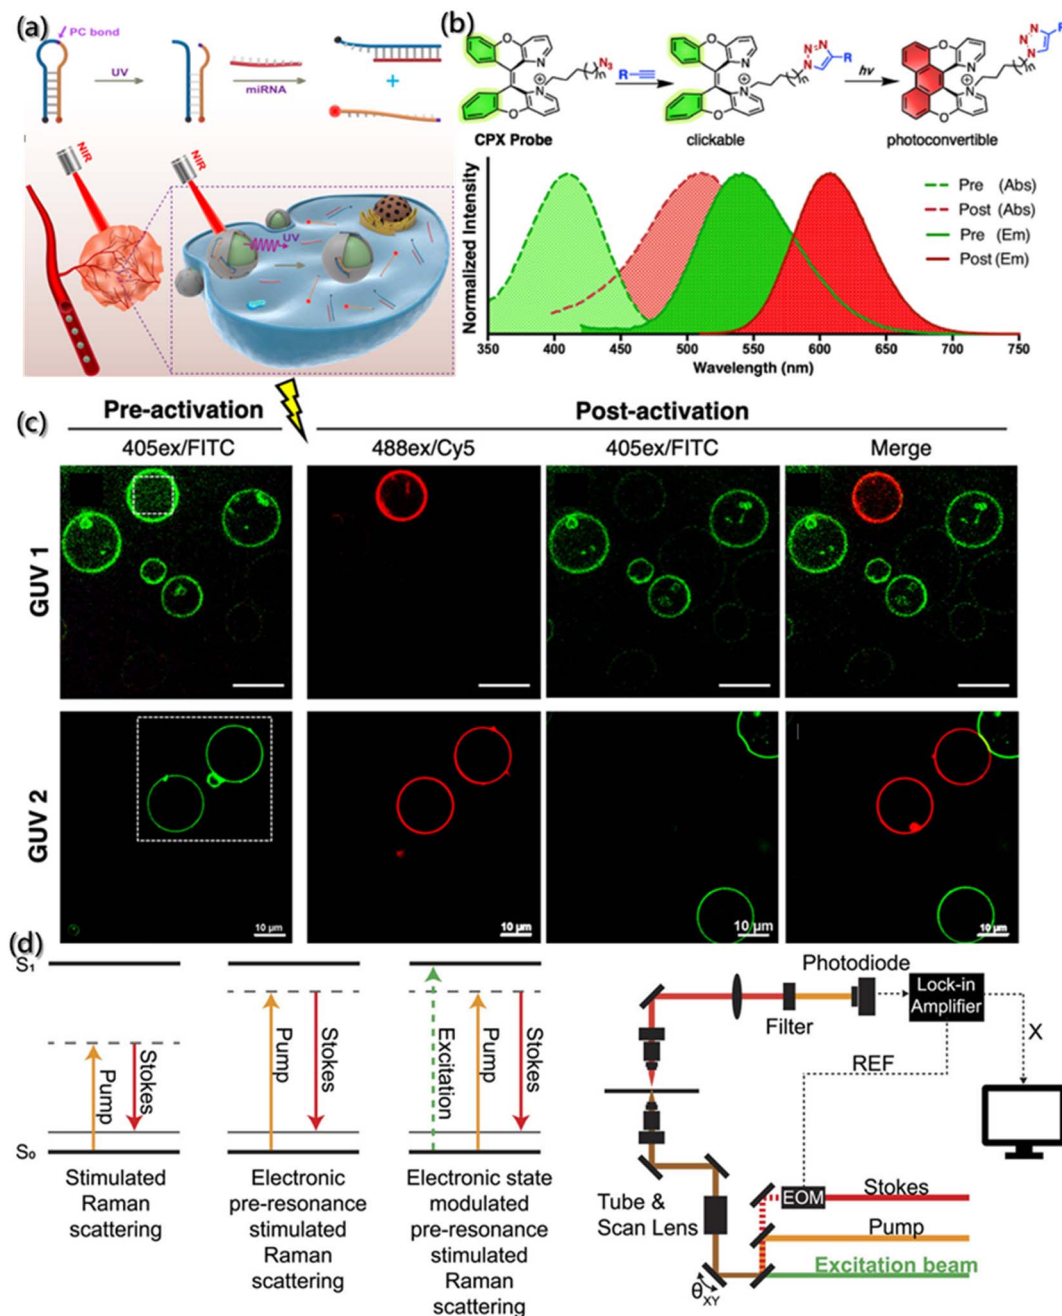 (a)
PC bond
UV
miRNA
+
NIR
NIR
UV
(b)
N3
n
R
N=N
N
R
n
hν
N=N
N
R
n
O
N
O
N
+
O
N
O
N
+
O
N
O
N
+
CPX Probe
clickable
photoconvertible
Normalized Intensity
Pre (Abs)
Post (Abs)
Pre (Em)
Post (Em)
350 400 450 500 550 600 650 700 750
Wavelength (nm)
(c)
Pre-activation
Post-activation
405ex/FITC
488ex/Cy5
405ex/FITC
Merge
GUV 1
GUV 2
10 µm
10 µm
10 µm
10 µm
(d)
S₁
S₀
Pump
Stokes
Pump
Stokes
Excitation
Pump
Stokes
Stimulated
Raman
scattering
Electronic
pre-resonance
stimulated
Raman
scattering
Electronic state
modulated
pre-resonance
stimulated
Raman
scattering
Photodiode
Lock-in
Amplifier
Filter
REF
X
Tube &
Scan Lens
EOM
Stokes
Pump
Excitation beam
θXY